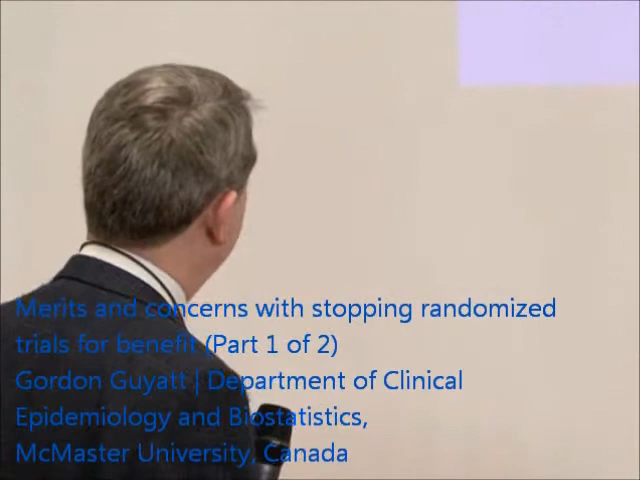 Merits and concerns with stopping randomized
trials for benefit (Part 1 of 2)
Gordon Guyatt | Department of Clinical
Epidemiology and Biostatistics,
McMaster University, Canada